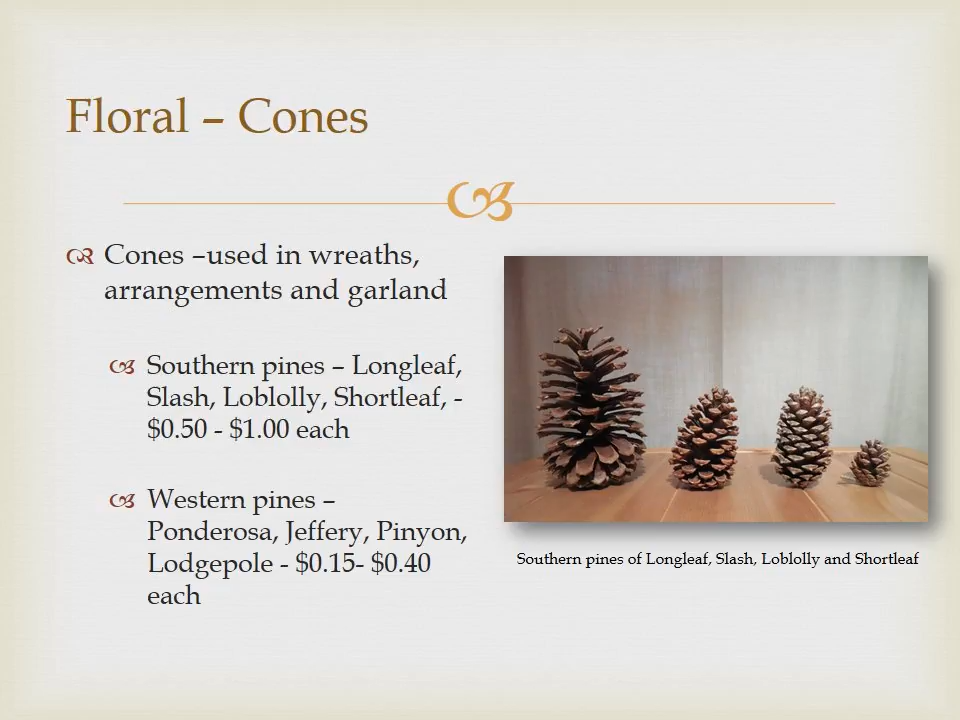 Floral – Cones
Cones –used in wreaths,
arrangements and garland
Southern pines – Longleaf,
Slash, Loblolly, Shortleaf, -
$0.50 - $1.00 each
Western pines –
Ponderosa, Jeffery, Pinyon,
Lodgepole - $0.15- $0.40
each
Southern pines of Longleaf, Slash, Loblolly and Shortleaf